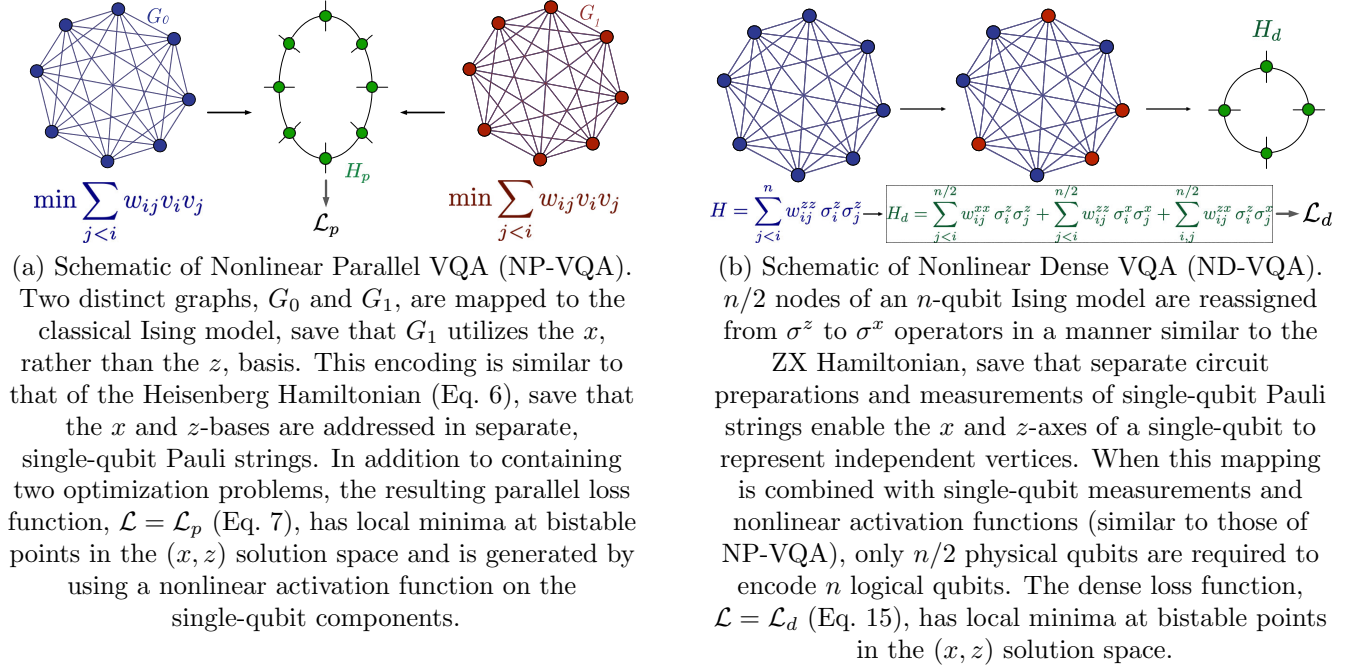 G₀
G₁
H_p
min ∑_{j<i} w_{ij} v_i v_j
𝓛_p
min ∑_{j<i} w_{ij} v_i v_j
(a) Schematic of Nonlinear Parallel VQA (NP-VQA).
Two distinct graphs, G₀ and G₁, are mapped to the
classical Ising model, save that G₁ utilizes the x,
rather than the z, basis. This encoding is similar to
that of the Heisenberg Hamiltonian (Eq. 6), save that
the x and z-bases are addressed in separate,
single-qubit Pauli strings. In addition to containing
two optimization problems, the resulting parallel loss
function, 𝓛 = 𝓛_p (Eq. 7), has local minima at bistable
points in the (x, z) solution space and is generated by
using a nonlinear activation function on the
single-qubit components.
H_d
H = ∑_{j<i}^{n} w_{ij}^{zz} σ_i^z σ_j^z
H_d = ∑_{j<i}^{n/2} w_{ij}^{xx} σ_i^z σ_j^z + ∑_{j<i}^{n/2} w_{ij}^{zz} σ_i^x σ_j^x + ∑_{i,j}^{n/2} w_{ij}^{zx} σ_i^z σ_j^x
𝓛_d
(b) Schematic of Nonlinear Dense VQA (ND-VQA).
n/2 nodes of an n-qubit Ising model are reassigned
from σ^z to σ^x operators in a manner similar to the
ZX Hamiltonian, save that separate circuit
preparations and measurements of single-qubit Pauli
strings enable the x and z-axes of a single-qubit to
represent independent vertices. When this mapping
is combined with single-qubit measurements and
nonlinear activation functions (similar to those of
NP-VQA), only n/2 physical qubits are required to
encode n logical qubits. The dense loss function,
𝓛 = 𝓛_d (Eq. 15), has local minima at bistable points
in the (x, z) solution space.